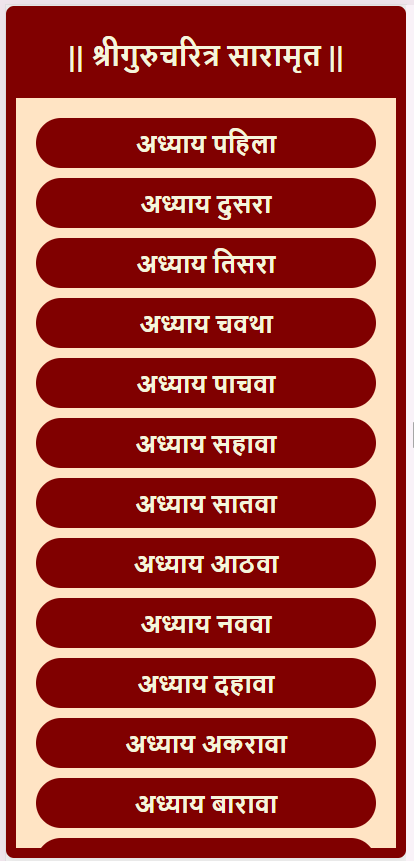 || श्रीगुरुचरित्र सारामृत ||
अध्याय पहिला
अध्याय दुसरा
अध्याय तिसरा
अध्याय चवथा
अध्याय पाचवा
अध्याय सहावा
अध्याय सातवा
अध्याय आठवा
अध्याय नववा
अध्याय दहावा
अध्याय अकरावा
अध्याय बारावा